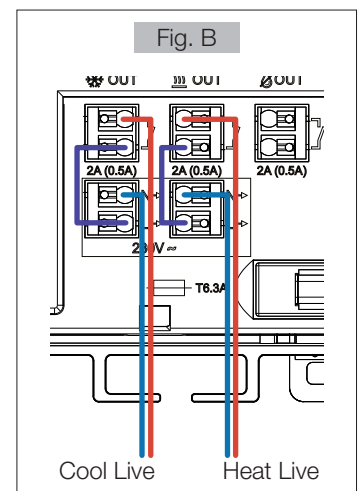 Fig. B
OUT OUT OUT
2A (0.5A) 2A (0.5A) 2A (0.5A)
N N
230V
T6.3A
Cool Live Heat Live